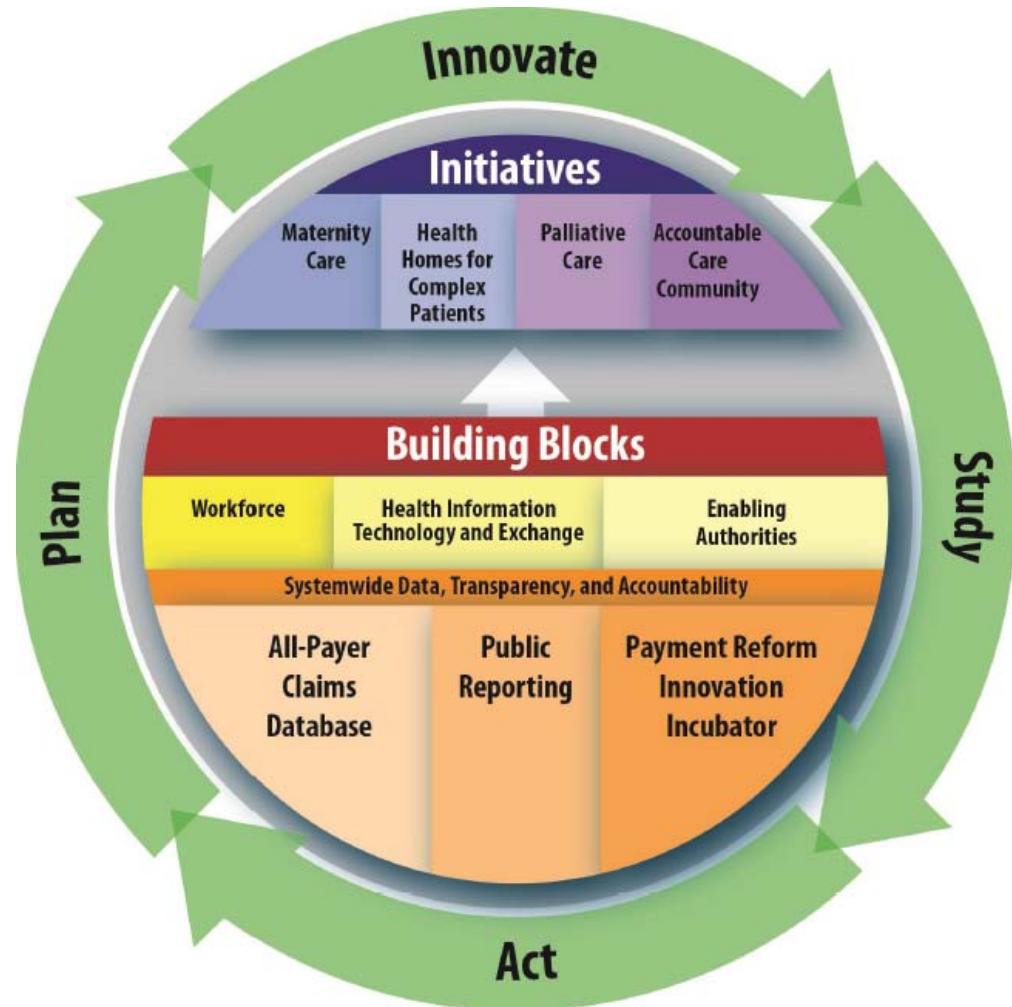 Innovate
Initiatives
Maternity
Care
Health
Homes for
Complex
Patients
Palliative
Care
Accountable
Care
Community
Building Blocks
Workforce
Health Information
Technology and Exchange
Enabling
Authorities
Systemwide Data, Transparency, and Accountability
All-Payer
Claims
Database
Public
Reporting
Payment Reform
Innovation
Incubator
Study
Act
Plan